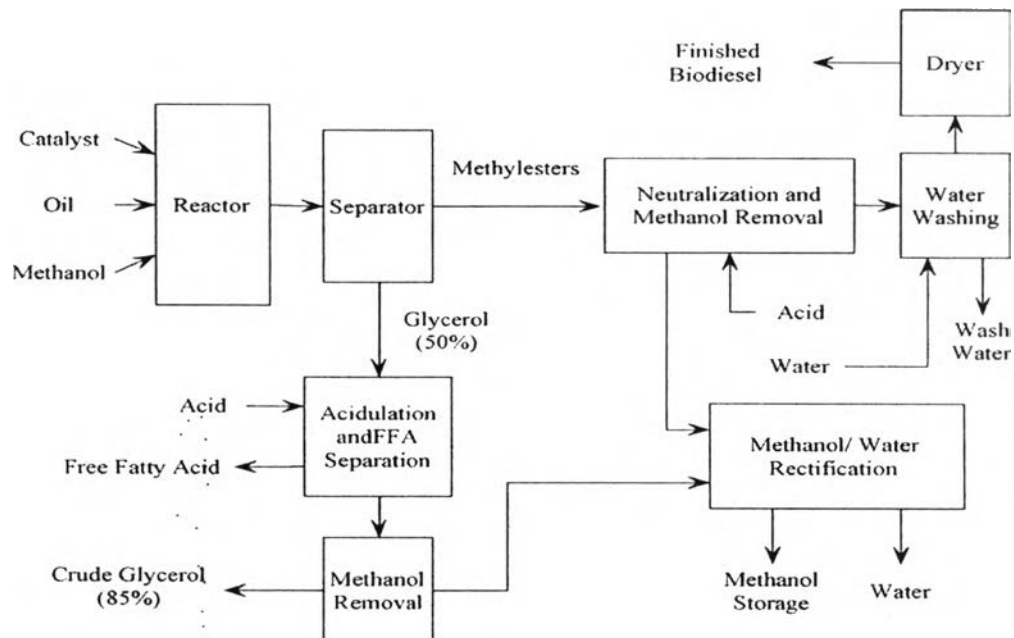 Finished
Biodiesel
Dryer
Catalyst
Oil
Methanol
Reactor
Separator
Methylesters
Neutralization and
Methanol Removal
Water
Washing
Glycerol
(50%)
Acid
Water
Wash
Water
Acid
Free Fatty Acid
Acidulation
andFFA
Separation
Methanol/ Water
Rectification
Crude Glycerol
(85%)
Methanol
Removal
Methanol
Storage
Water